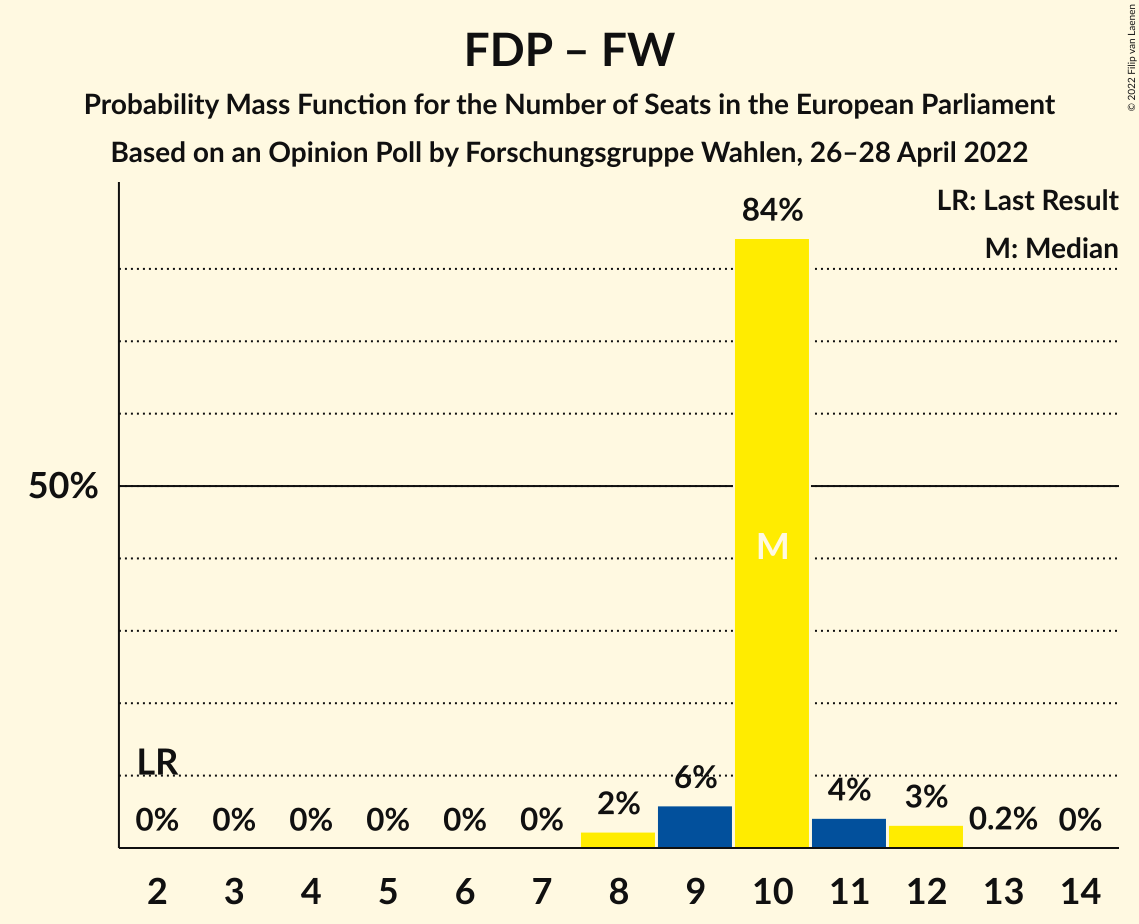 FDP – FW
Probability Mass Function for the Number of Seats in the European Parliament
Based on an Opinion Poll by Forschungsgruppe Wahlen, 26–28 April 2022
© 2022 Filip van Laenen
LR: Last Result
M: Median
84%
50%
M
LR
0% 0% 0% 0% 0% 0% 2% 6% 4% 3% 0.2% 0%
2 3 4 5 6 7 8 9 10 11 12 13 14